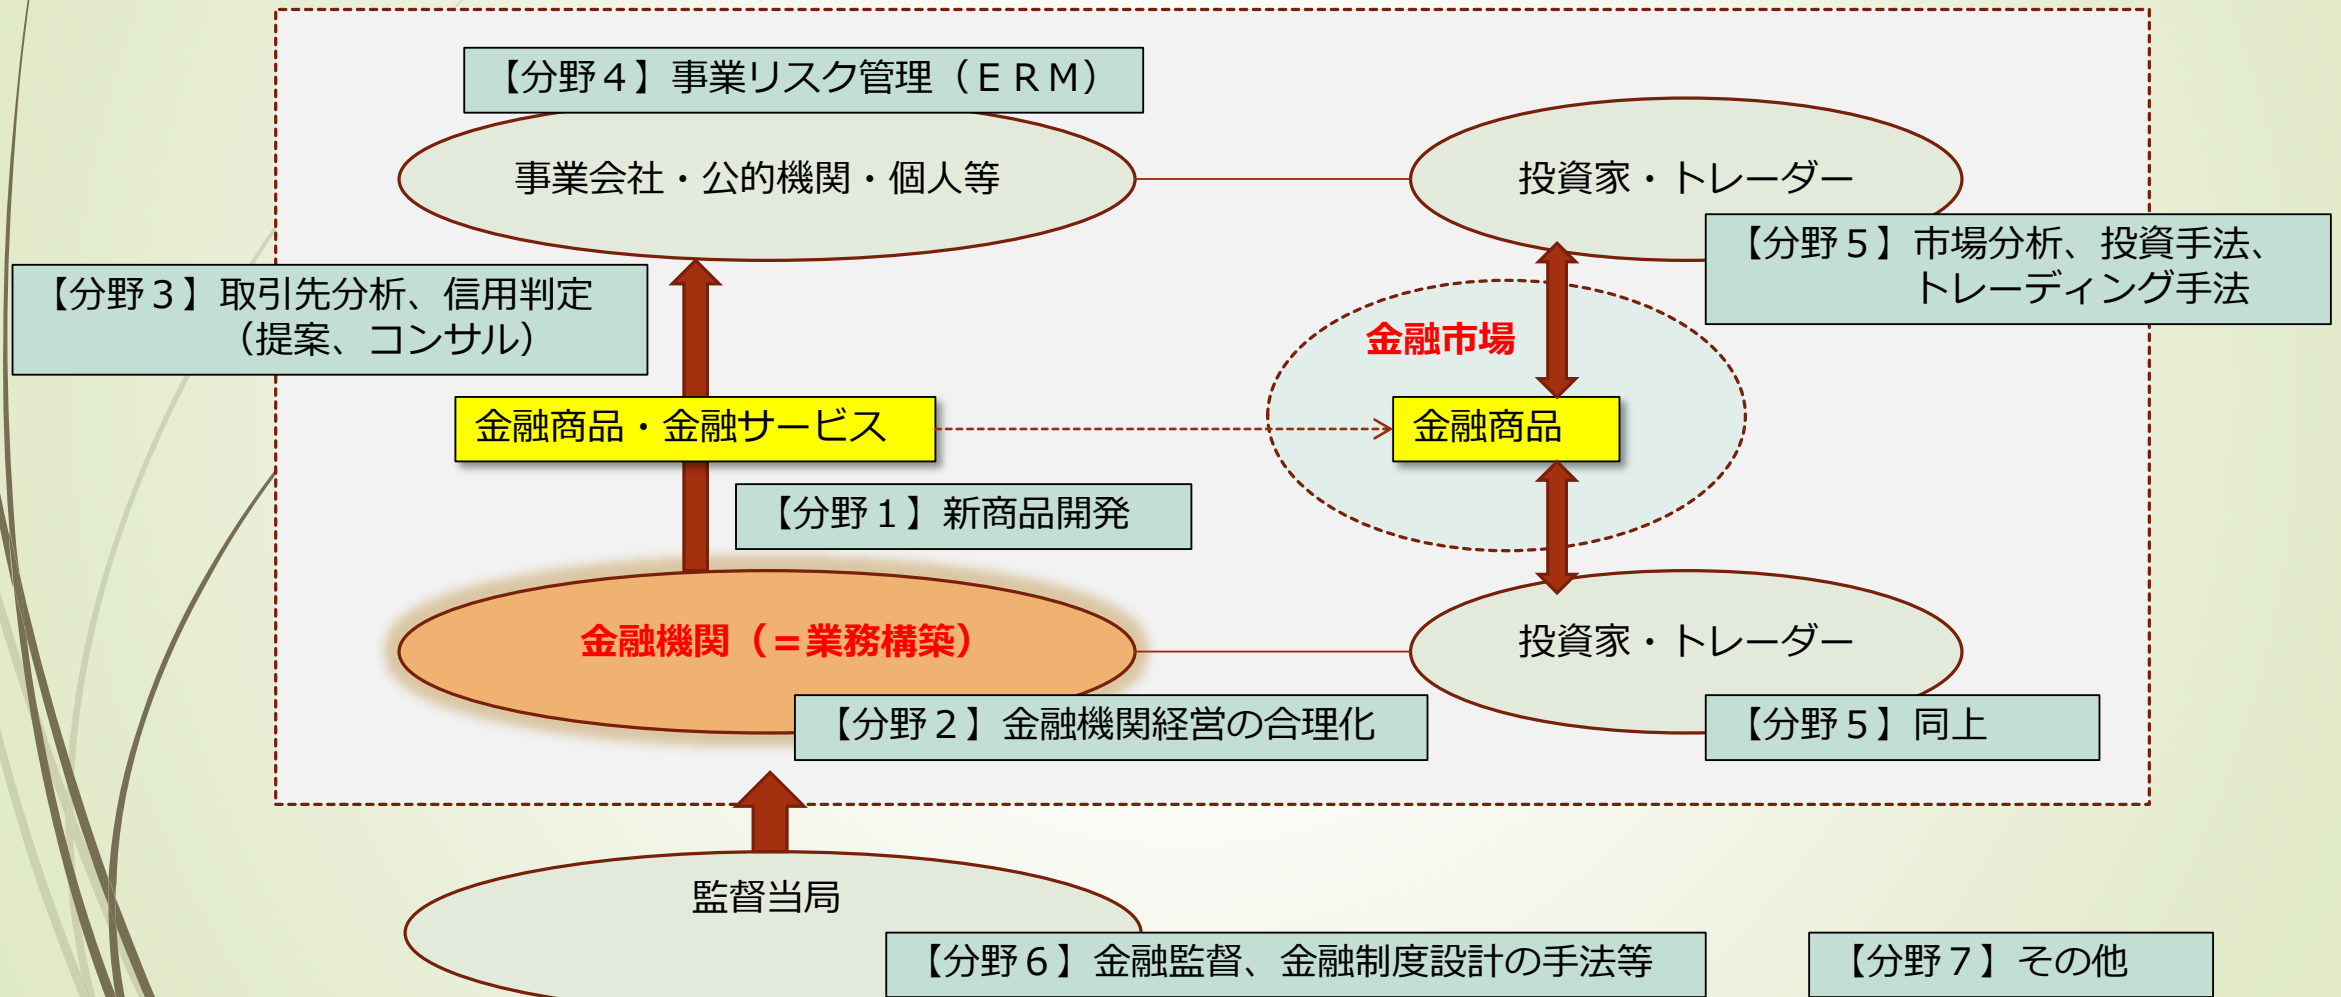 【分野４】事業リスク管理（ＥＲＭ）
事業会社・公的機関・個人等
投資家・トレーダー
【分野５】市場分析、投資手法、
トレーディング手法
【分野３】取引先分析、信用判定
（提案、コンサル）
金融市場
金融商品・金融サービス
金融商品
【分野１】新商品開発
金融機関（＝業務構築）
投資家・トレーダー
【分野２】金融機関経営の合理化
【分野５】同上
監督当局
【分野６】金融監督、金融制度設計の手法等
【分野７】その他